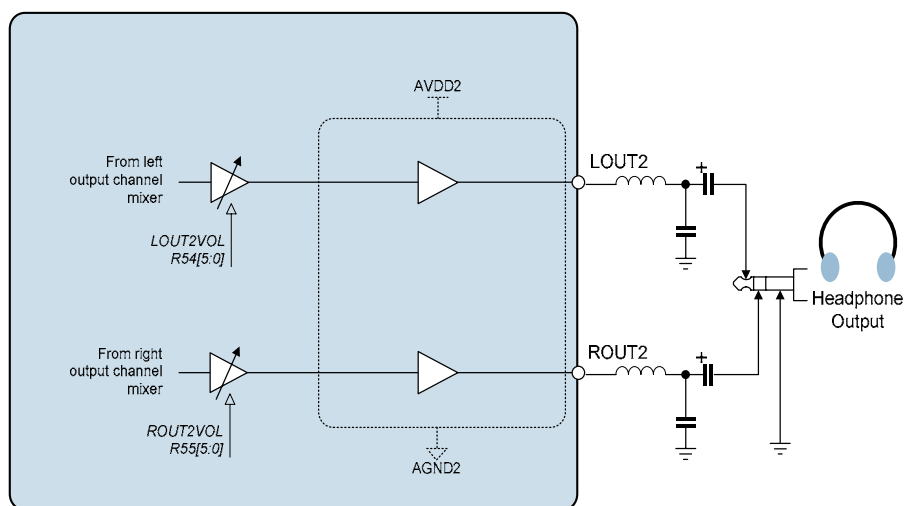 AVDD2
From left
output channel
mixer
LOUT2VOL
R54[5:0]
LOUT2
+
Headphone
Output
From right
output channel
mixer
ROUT2VOL
R55[5:0]
ROUT2
+
AGND2